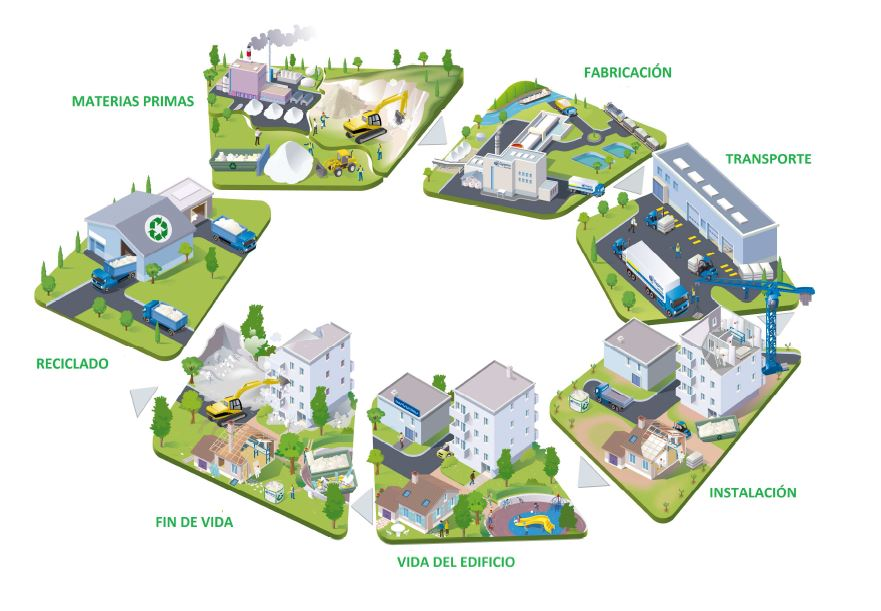 MATERIAS PRIMAS
FABRICACIÓN
TRANSPORTE
INSTALACIÓN
VIDA DEL EDIFICIO
FIN DE VIDA
RECICLADO